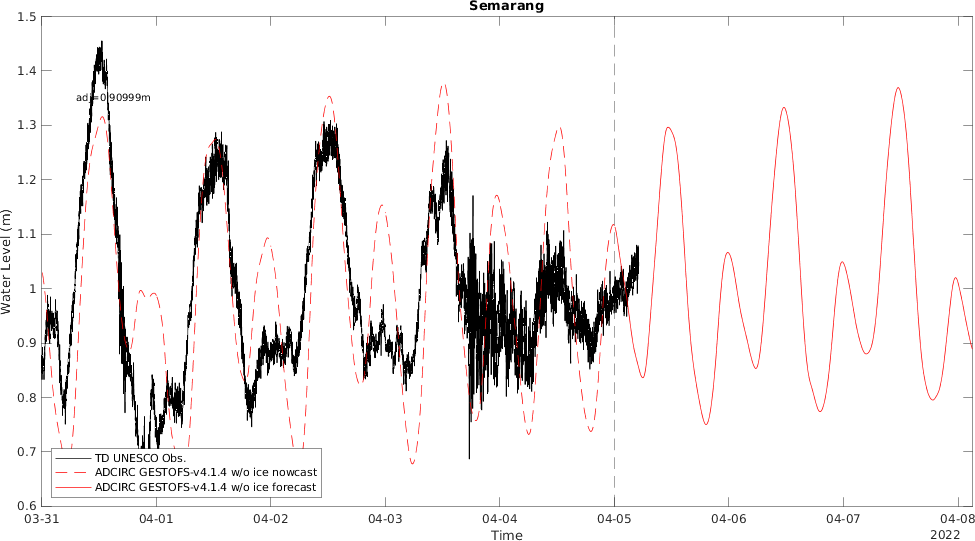 Semarang
1.5
1.4
1.3
1.2
1.1
1
0.9
0.8
0.7
0.6
Water Level (m)
adj=0.90999m
TD UNESCO Obs.
ADCIRC GESTOFS-v4.1.4 w/o ice nowcast
ADCIRC GESTOFS-v4.1.4 w/o ice forecast
03-31 04-01 04-02 04-03 04-04 04-05 04-06 04-07 04-08
2022
Time